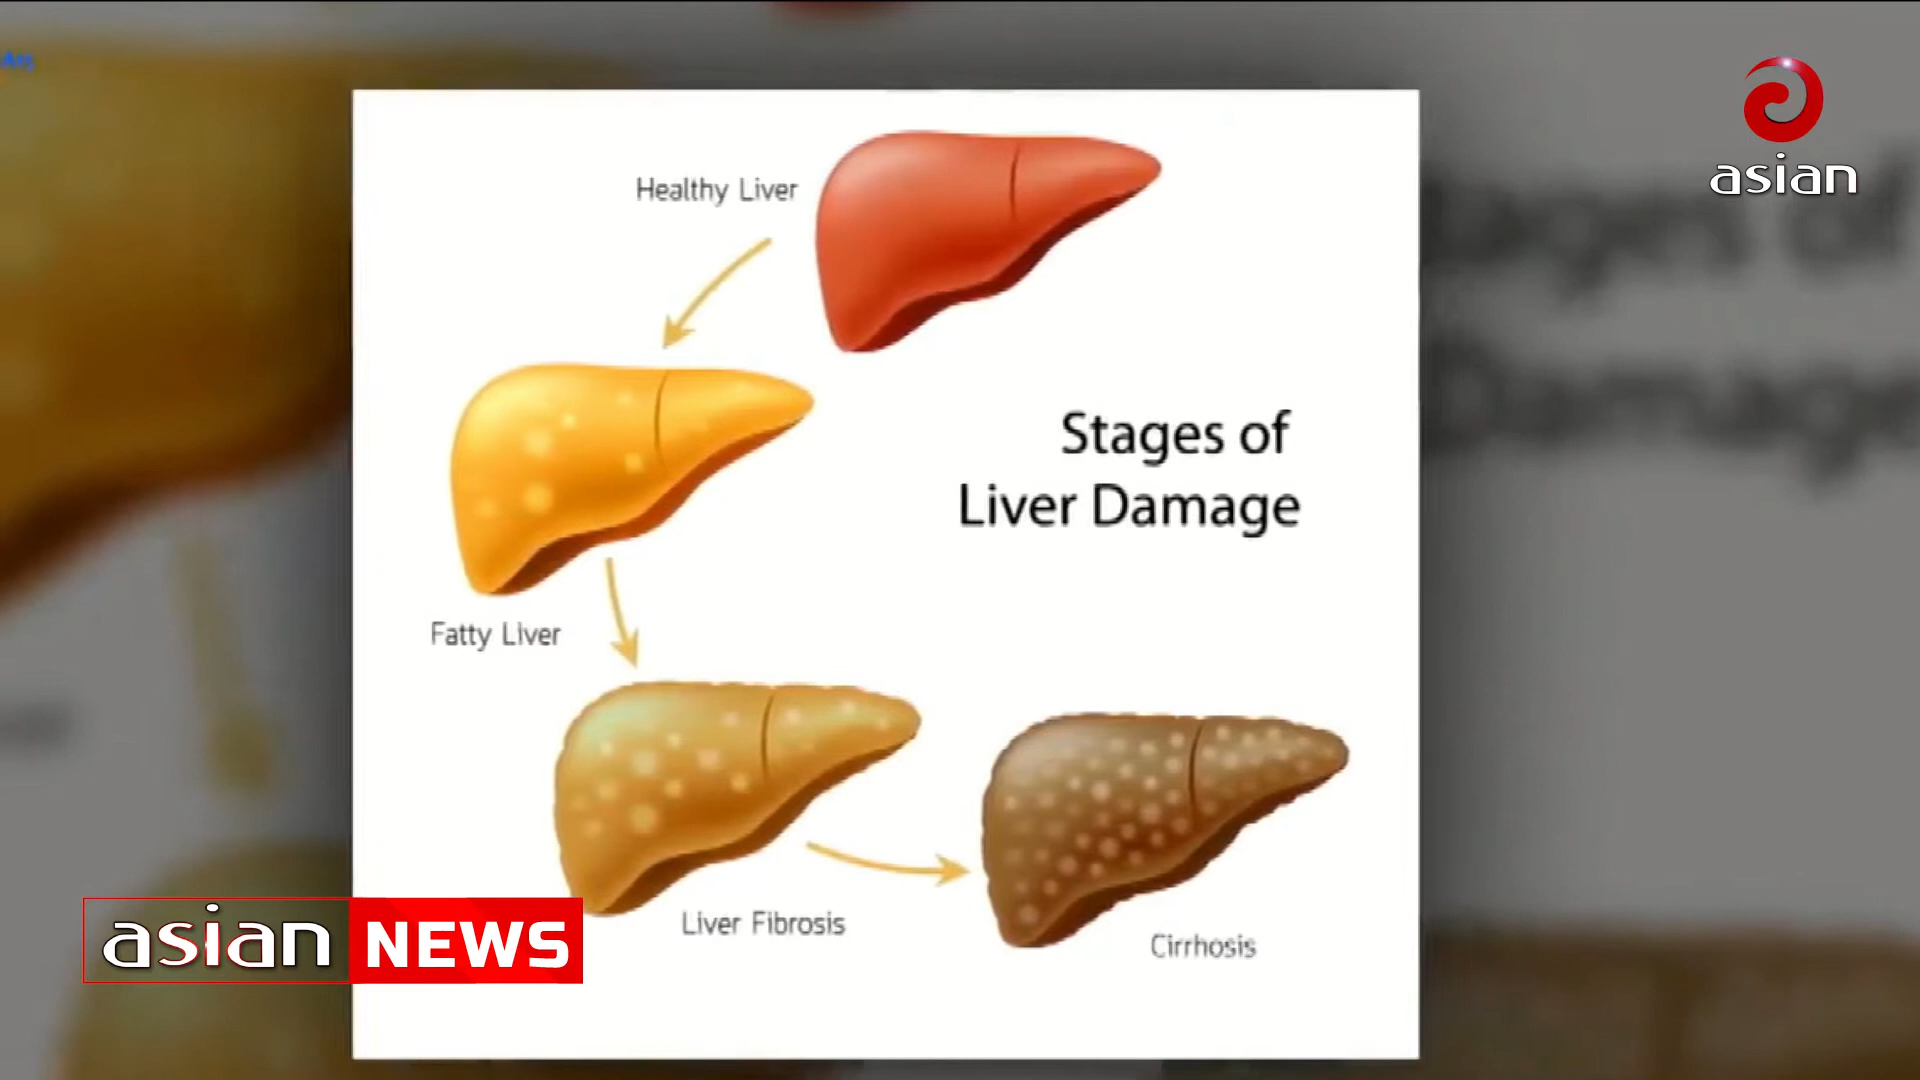 asian
Healthy Liver
Stages of
Liver Damage
Fatty Liver
Liver Fibrosis
Cirrhosis
asian NEWS